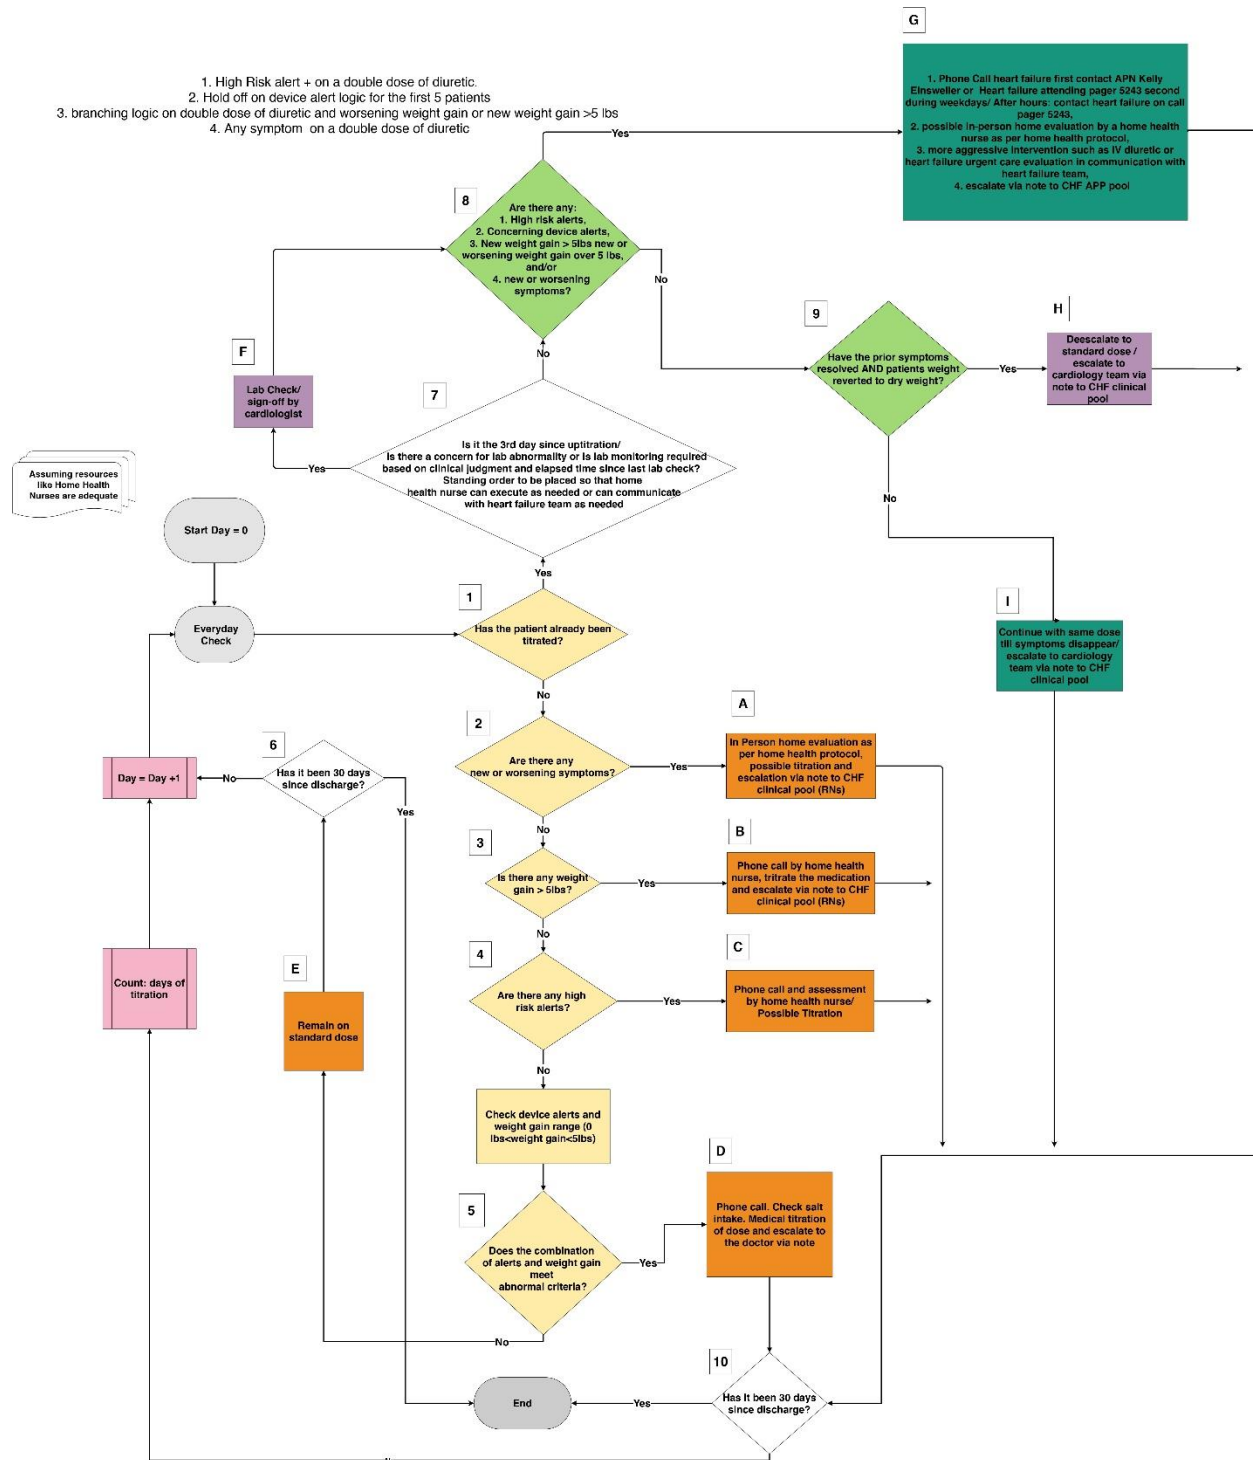 G
1. High Risk alert + on a double dose of diuretic.
2. Hold off on device alert logic for the first 5 patients
3. branching logic on double dose of diuretic and worsening weight gain or new weight gain >5 lbs
4. Any symptom on a double dose of diuretic
1. Phone Call heart failure first contact APN Kelly
Einsweller or Heart failure attending pager 5243 second
during weekdays/ After hours: contact heart failure on call
pager 5243,
2. possible in-person home evaluation by a home health
nurse as per home health protocol,
3. more aggressive intervention such as IV diuretic or
heart failure urgent care evaluation in communication with
heart failure team,
4. escalate via note to CHF APP pool
Yes
8
Are there any:
1. High risk alerts,
2. Concerning device alerts,
3. New weight gain > 5lbs new or
worsening weight gain over 5 lbs,
and/or
4. new or worsening
symptoms?
No
9
H
Have the prior symptoms
resolved AND patients weight
reverted to dry weight?
Yes
Deescalate to
standard dose /
escalate to
cardiology team via
note to CHF clinical
pool
No
F
Lab Check/
sign-off by
cardiologist
No
7
Is it the 3rd day since uptitration/
Is there a concern for lab abnormality or Is lab monitoring required
based on clinical judgment and elapsed time since last lab check?
Standing order to be placed so that home
health nurse can execute as needed or can communicate
with heart failure team as needed
Yes
Assuming resources
like Home Health
Nurses are adequate
Start Day = 0
Yes
1
Everyday
Check
Has the patient already been
titrated?
I
Continue with same dose
till symptoms disappear/
escalate to cardiology
team via note to CHF
clinical pool
No
2
A
Are there any
new or worsening symptoms?
Yes
In Person home evaluation as
per home health protocol,
possible titration and
escalation via note to CHF
clinical pool (RNs)
6
Day = Day +1
No
Has it been 30 days
since discharge?
Yes
No
3
B
Is there any weight
gain > 5lbs?
Yes
Phone call by home health
nurse, tritrate the medication
and escalate via note to CHF
clinical pool (RNs)
No
4
C
Are there any high
risk alerts?
Yes
Phone call and assessment
by home health nurse/
Possible Titration
Count: days of
titration
E
Remain on
standard dose
No
Check device alerts and
weight gain range (0
lbs<weight gain<5lbs)
5
D
Does the combination
of alerts and weight gain
meet
abnormal criteria?
Yes
Phone call. Check salt
intake. Medical titration
of dose and escalate to
the doctor via note
No
10
Has It been 30 days
since discharge?
Yes
End